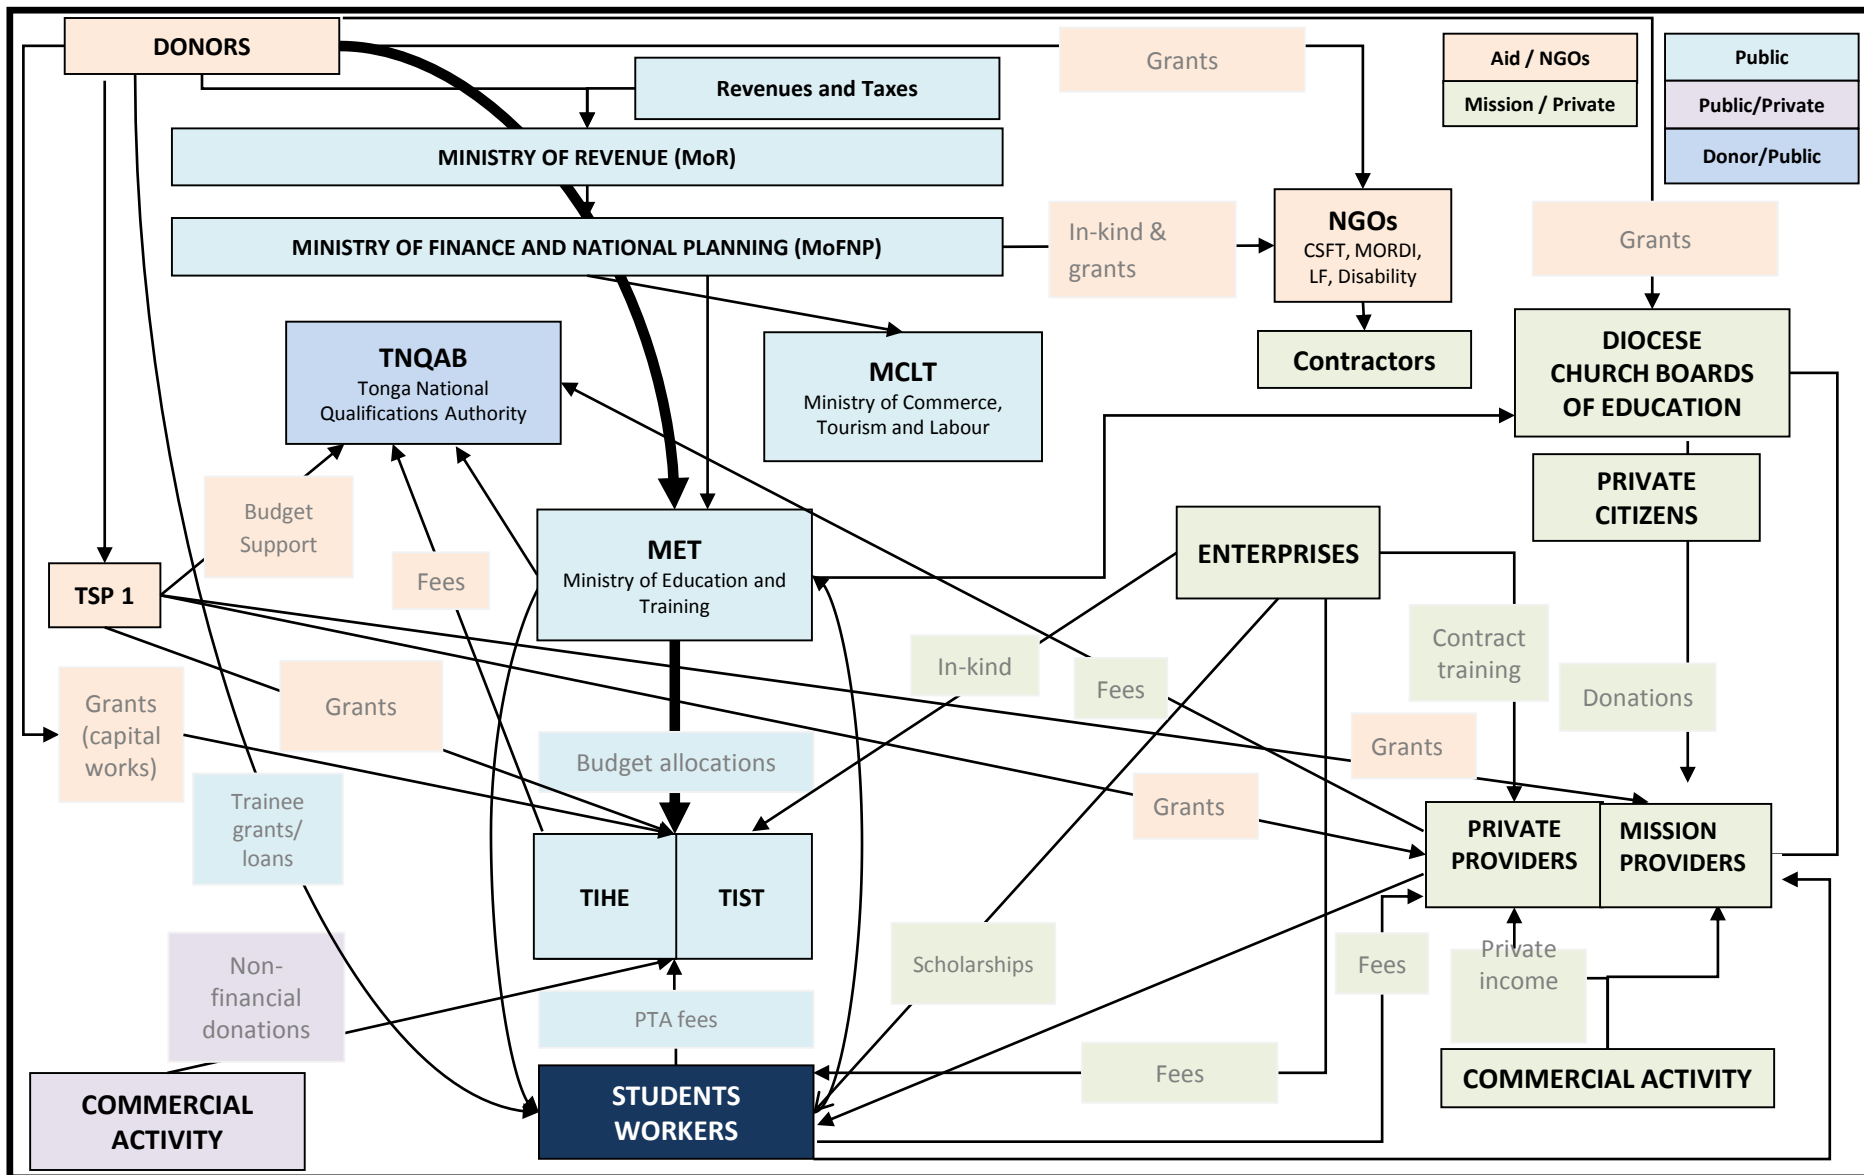 DONORS
Grants
Aid / NGOs
Mission / Private
Public
Public/Private
Donor/Public
Revenues and Taxes
MINISTRY OF REVENUE (MoR)
MINISTRY OF FINANCE AND NATIONAL PLANNING (MoFNP)
In-kind &
grants
NGOs
CSFT, MORDI,
LF, Disability
Grants
Contractors
DIOCESE
CHURCH BOARDS
OF EDUCATION
TNQAB
Tonga National
Qualifications Authority
MCLT
Ministry of Commerce,
Tourism and Labour
PRIVATE
CITIZENS
Budget
Support
Fees
MET
Ministry of Education and
Training
ENTERPRISES
TSP 1
Grants
(capital
works)
Grants
In-kind
Fees
Contract
training
Donations
Budget allocations
Grants
Grants
Trainee
grants/
loans
TIHE
TIST
PRIVATE
PROVIDERS
MISSION
PROVIDERS
Non-
financial
donations
PTA fees
Scholarships
Fees
Private
income
Fees
COMMERCIAL
ACTIVITY
STUDENTS
WORKERS
COMMERCIAL ACTIVITY